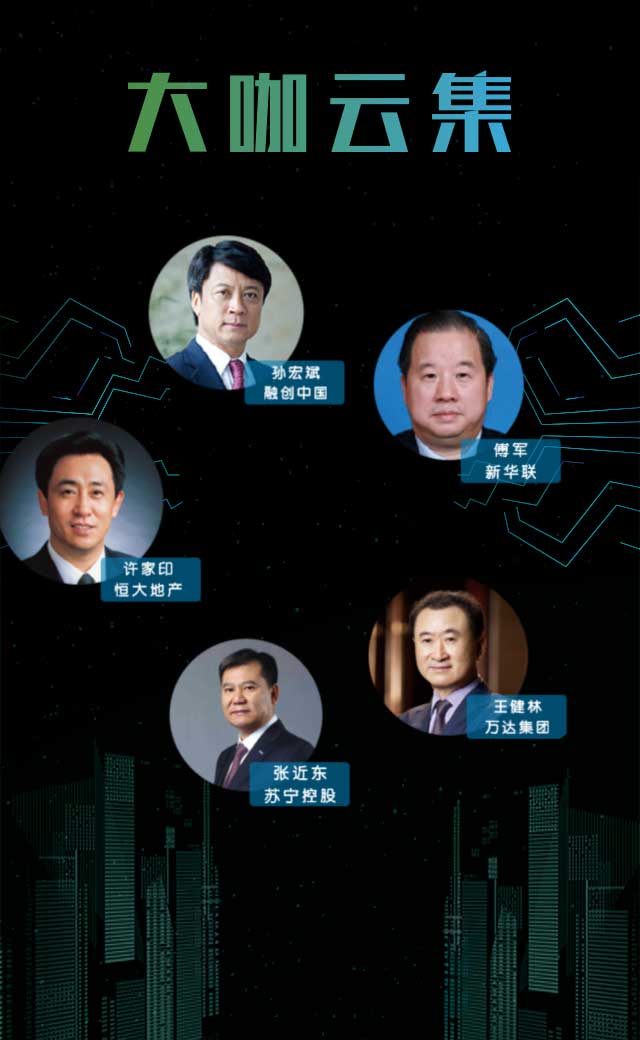 大咖云集
孙宏斌
融创中国
傅军
新华联
许家印
恒大地产
王健林
万达集团
张近东
苏宁控股